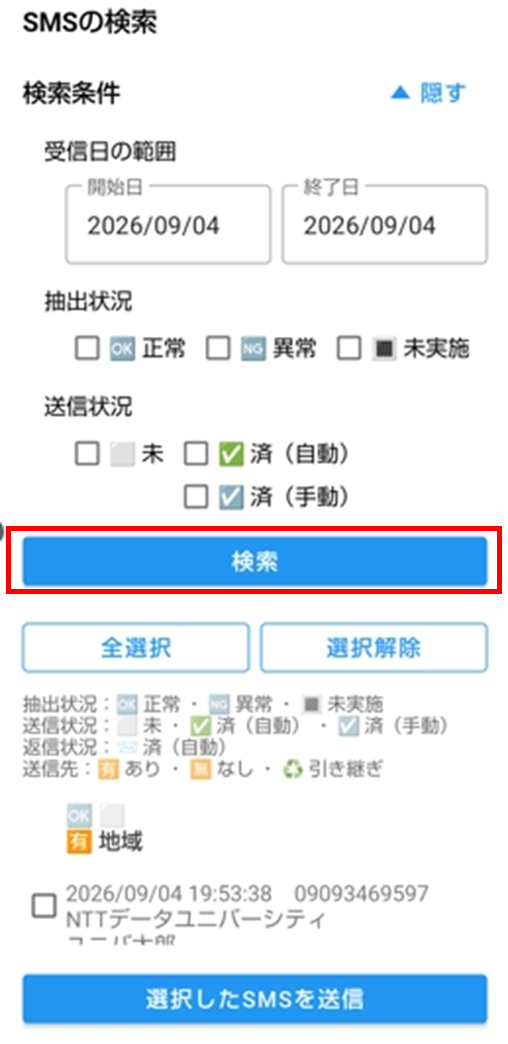 SMSの検索
検索条件 ▲ 隠す
受信日の範囲
開始日 終了日
2026/09/04 2026/09/04
抽出状況
OK 正常 NG 異常 未実施
送信状況
未 済（自動）
済（手動）
検索
全選択 選択解除
抽出状況：OK 正常 ・ NG 異常 ・ 未実施
送信状況： 未 ・ 済（自動） ・ 済（手動）
返信状況： 済（自動）
送信先：有 あり ・ 無 なし ・ 引き継ぎ
OK
有 地域
2026/09/04 19:53:38 09093469597
NTTデータユニバーシティ
選択したSMSを送信